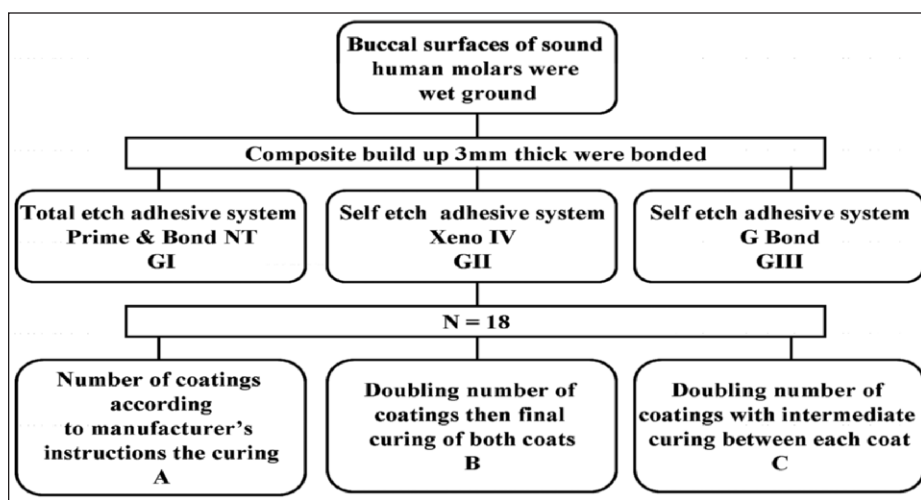 Buccal surfaces of sound
human molars were
wet ground
Composite build up 3mm thick were bonded
Total etch adhesive system
Prime & Bond NT
GI
Self etch adhesive system
Xeno IV
GII
Self etch adhesive system
G Bond
GIII
N = 18
Number of coatings
according
to manufacturer's
instructions the curing
A
Doubling number of
coatings then final
curing of both coats
B
Doubling number of
coatings with intermediate
curing between each coat
C